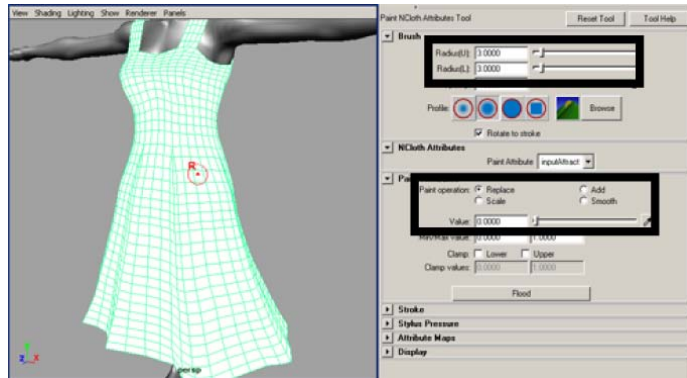 View Shading Lighting Show Renderer Panels
R
z x
persp
Paint NCloth Attributes Tool Reset Tool Tool Help
Brush
Radius(U): 3.0000
Radius(L): 3.0000
Profile: Browse
Rotate to stroke
NCloth Attributes
Paint Attribute inputAttract
Paint operation: Replace Add
Scale Smooth
Value: 0.0000
Min/Max value: 0.0000 1.0000
Clamp: Lower Upper
Clamp values: 0.0000 1.0000
Flood
Stroke
Stylus Pressure
Attribute Maps
Display